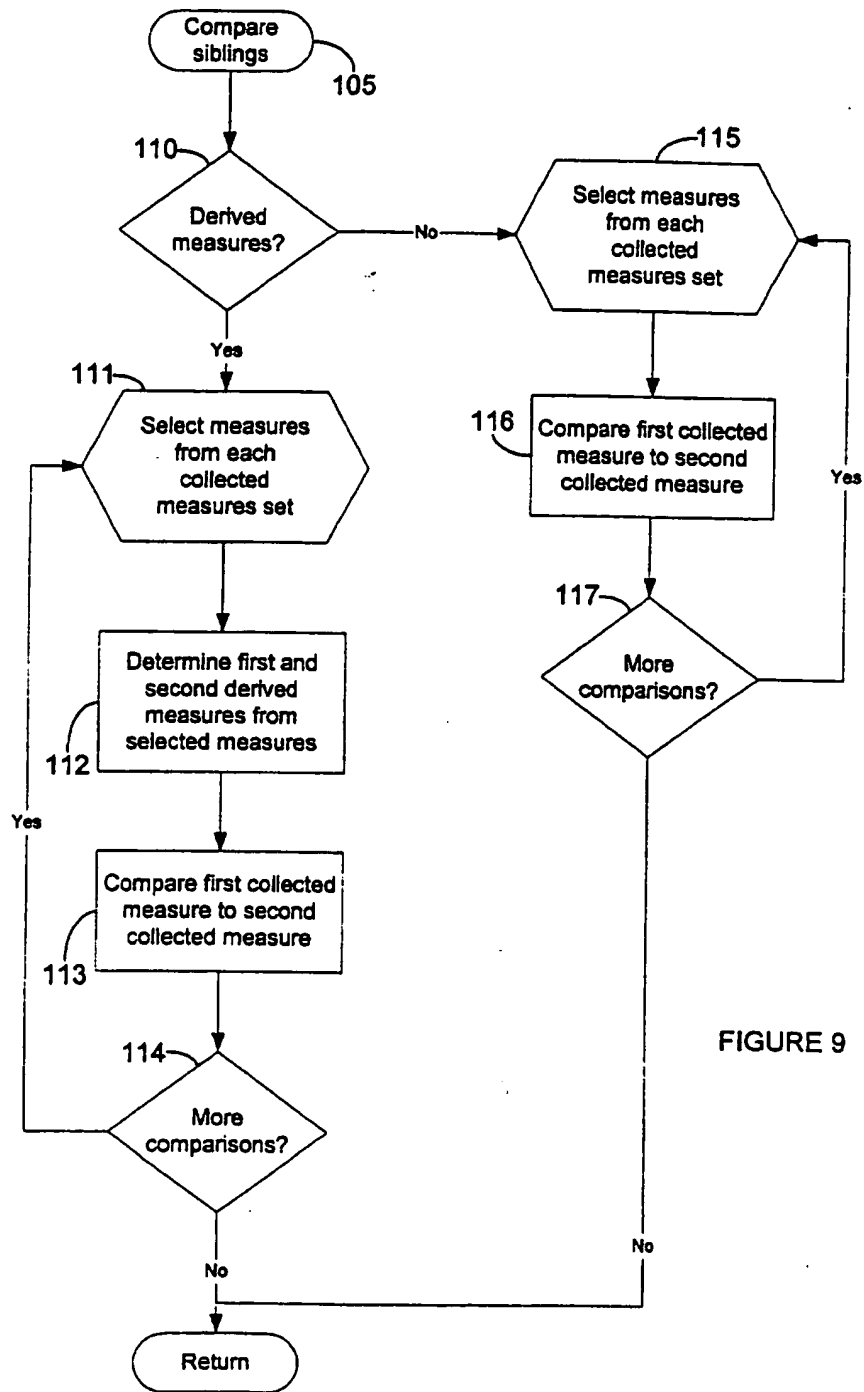 Compare
siblings
105
110
Derived
measures?
No
115
Select measures
from each
collected
measures set
Yes
111
Select measures
from each
collected
measures set
116
Compare first collected
measure to second
collected measure
Yes
117
More
comparisons?
Determine first and
second derived
measures from
selected measures
112
Yes
Compare first collected
measure to second
collected measure
113
114
More
comparisons?
FIGURE 9
No
No
Return